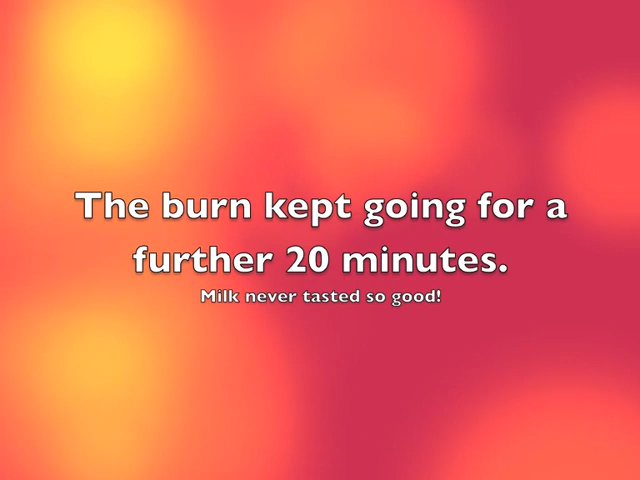 The burn kept going for a
further 20 minutes.
Milk never tasted so good!